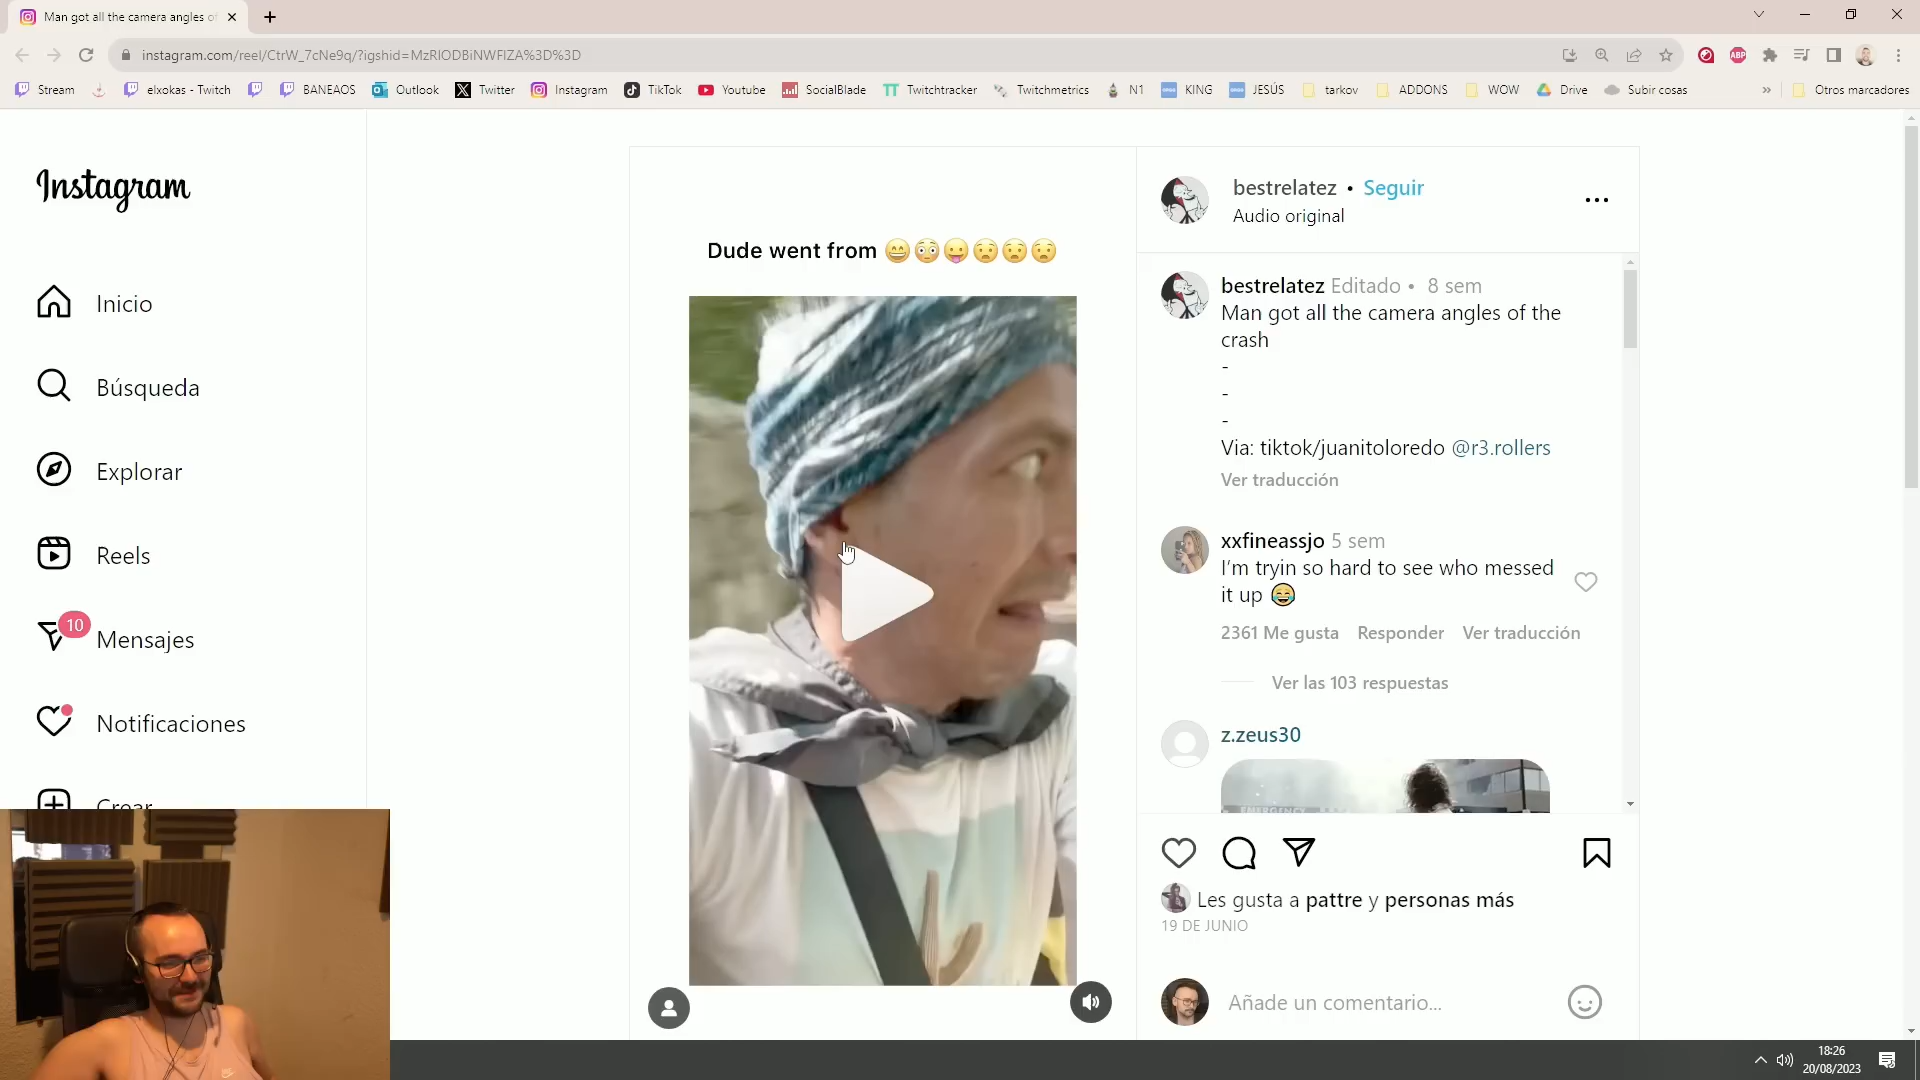 Man got all the camera angles of
instagram.com/reel/CtrW_7cNe9q/?igshid=MzRlODBiNWFlZA%3D%3D
ABP
Stream
elxokas - Twitch
BANEAOS
Outlook
Twitter
Instagram
TikTok
Youtube
SocialBlade
Twitchtracker
Twitchmetrics
N1
KING
JESÚS
tarkov
ADDONS
WOW
Drive
Subir cosas
»
Otros marcadores
Instagram
Inicio
Búsqueda
Explorar
Reels
10
Mensajes
Notificaciones
Crear
Dude went from 😄😳😛😧😧😧
bestrelatez • Seguir
Audio original
bestrelatez Editado • 8 sem
Man got all the camera angles of the
crash
-
-
-
Via: tiktok/juanitoloredo @r3.rollers
Ver traducción
xxfineassjo 5 sem
I'm tryin so hard to see who messed
it up 😂
2361 Me gusta Responder Ver traducción
Ver las 103 respuestas
z.zeus30
EMERGENCY
Les gusta a pattre y personas más
19 DE JUNIO
Añade un comentario...
18:26
20/08/2023